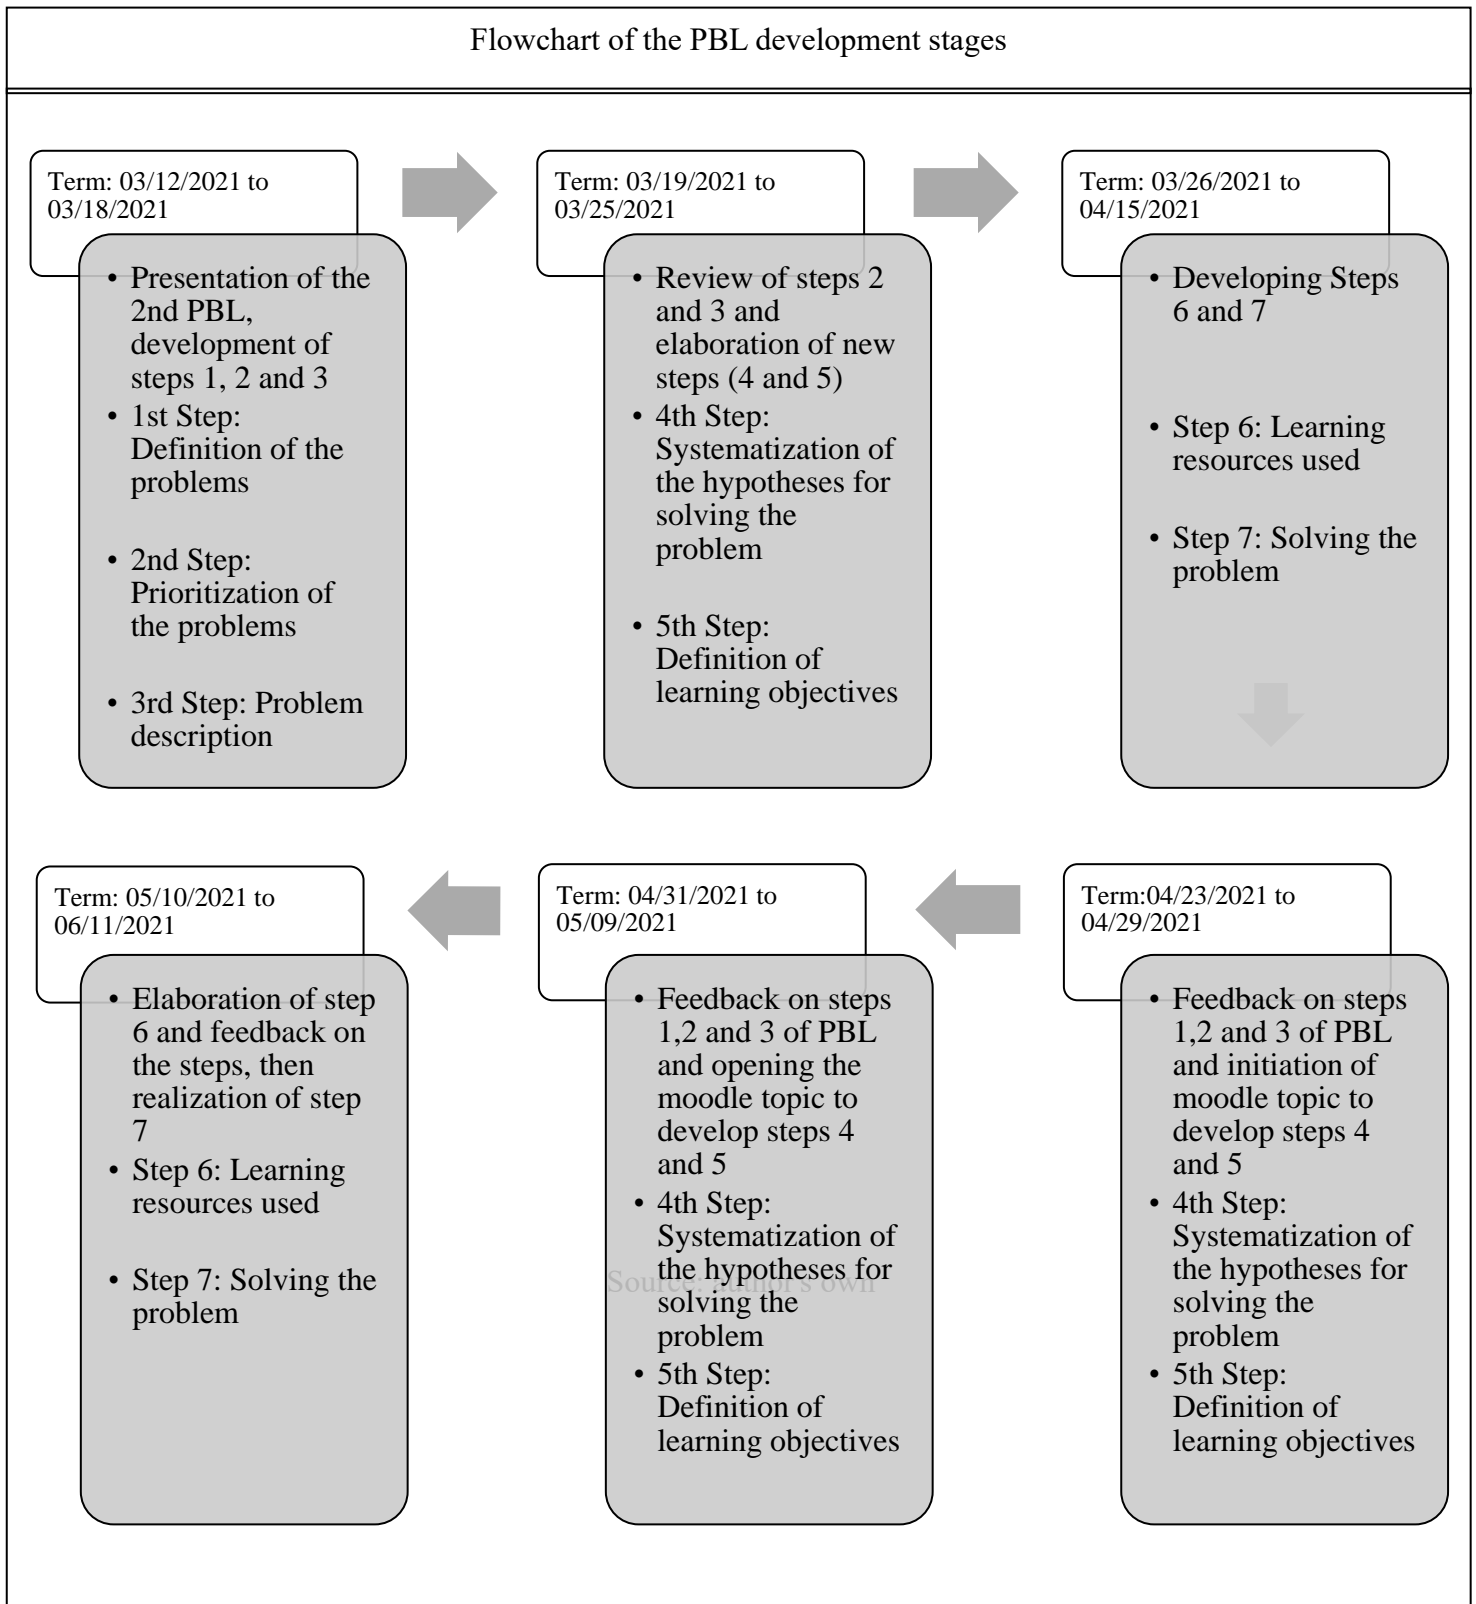 Flowchart of the PBL development stages
Term: 03/12/2021 to
03/18/2021
• Presentation of the
2nd PBL,
development of
steps 1, 2 and 3
• 1st Step:
Definition of the
problems
• 2nd Step:
Prioritization of
the problems
• 3rd Step: Problem
description
Term: 03/19/2021 to
03/25/2021
• Review of steps 2
and 3 and
elaboration of new
steps (4 and 5)
• 4th Step:
Systematization of
the hypotheses for
solving the
problem
• 5th Step:
Definition of
learning objectives
Term: 03/26/2021 to
04/15/2021
• Developing Steps
6 and 7
• Step 6: Learning
resources used
• Step 7: Solving the
problem
Term:04/23/2021 to
04/29/2021
• Feedback on steps
1,2 and 3 of PBL
and initiation of
moodle topic to
develop steps 4
and 5
• 4th Step:
Systematization of
the hypotheses for
solving the
problem
• 5th Step:
Definition of
learning objectives
Term: 04/31/2021 to
05/09/2021
• Feedback on steps
1,2 and 3 of PBL
and opening the
moodle topic to
develop steps 4
and 5
• 4th Step:
Systematization of
the hypotheses for
solving the
problem
• 5th Step:
Definition of
learning objectives
Term: 05/10/2021 to
06/11/2021
• Elaboration of step
6 and feedback on
the steps, then
realization of step
7
• Step 6: Learning
resources used
• Step 7: Solving the
problem
Source: author's own